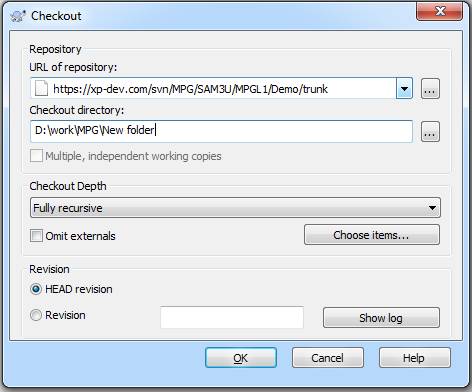 Checkout
Repository
URL of repository:
https://xp-dev.com/svn/MPG/SAM3U/MPGL1/Demo/trunk
...
Checkout directory:
D:\work\MPG\New folder
...
Multiple, independent working copies
Checkout Depth
Fully recursive
Omit externals
Choose items...
Revision
HEAD revision
Revision
Show log
OK
Cancel
Help